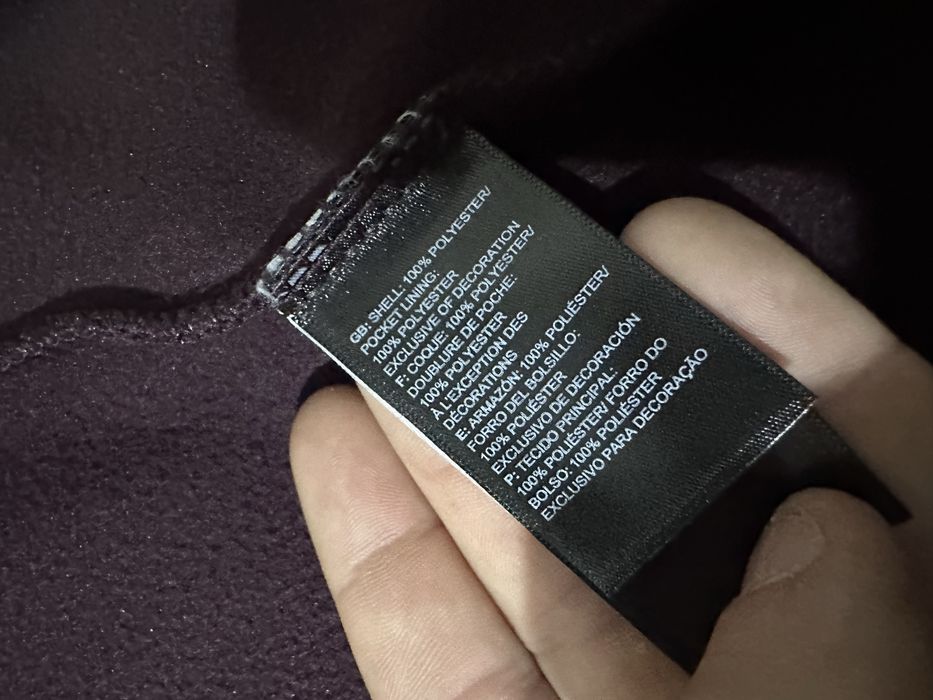 GB: SHELL: 100% POLYESTER/
POCKET LINING:
100% POLYESTER
EXCLUSIVE OF DECORATION
F: COQUE: 100% POLYESTER/
DOUBLURE DE POCHE:
100% POLYESTER
À L'EXCEPTION DES
DÉCORATIONS
E: ARMAZÓN: 100% POLIÉSTER/
FORRO DEL BOLSILLO:
100% POLIÉSTER
EXCLUSIVO DE DECORACIÓN
P: TECIDO PRINCIPAL:
100% POLIÉSTER/ FORRO DO
BOLSO: 100% POLIÉSTER
EXCLUSIVO PARA DECORAÇÃO